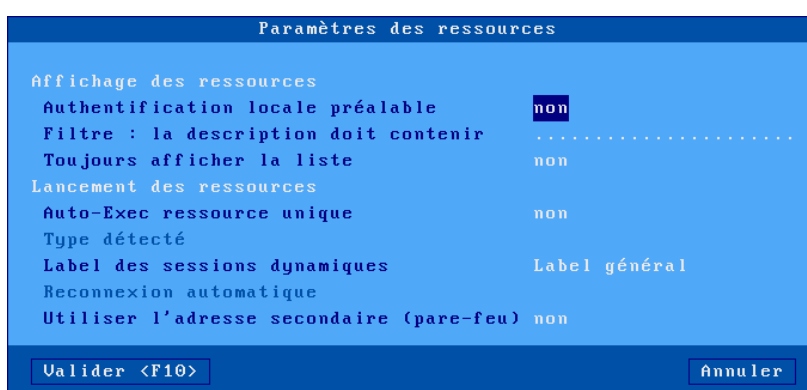 Paramètres des ressources
Affichage des ressources
Authentification locale préalable non
Filtre : la description doit contenir ......................
Toujours afficher la liste non
Lancement des ressources
Auto-Exec ressource unique non
Type détecté
Label des sessions dynamiques Label général
Reconnexion automatique
Utiliser l'adresse secondaire (pare-feu) non
Valider <F10> Annuler